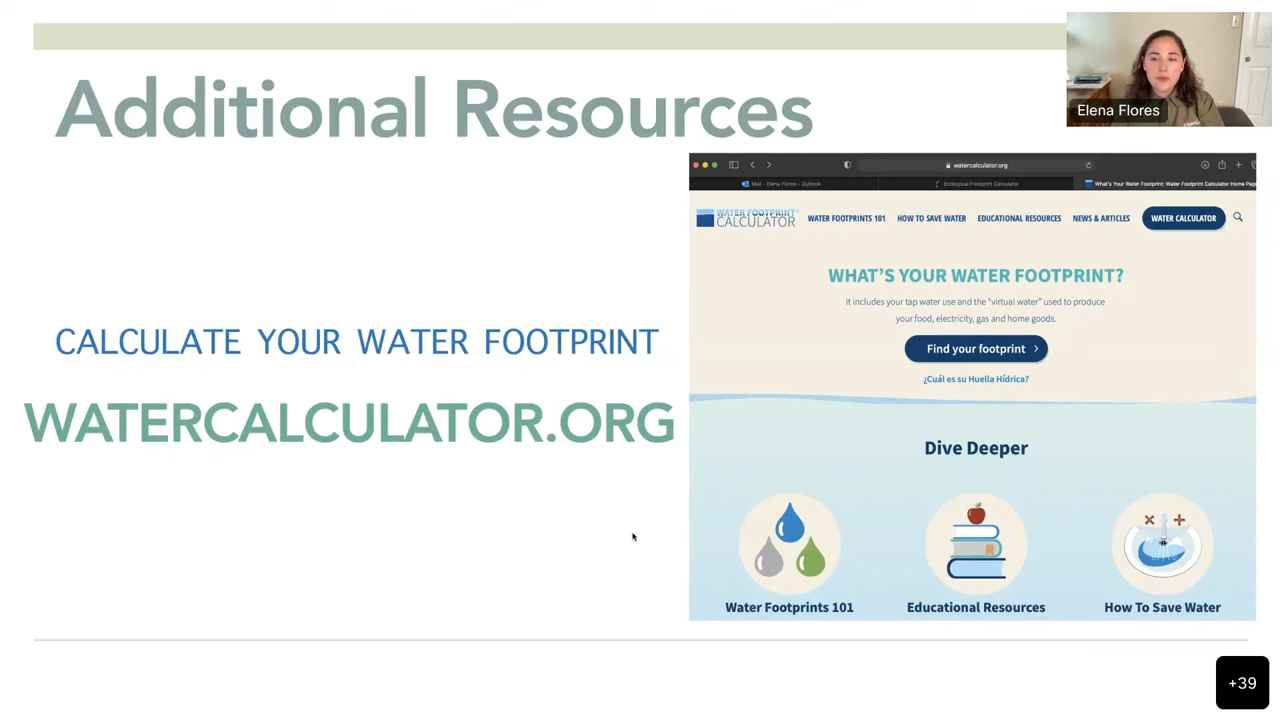 Additional Resources
Elena Flores
CALCULATE YOUR WATER FOOTPRINT
WATERCALCULATOR.ORG
watercalculator.org
Mail - Elena Flores - Outlook
Ecological Footprint Calculator
What's Your Water Footprint; Water Footprint Calculator Home Page
WATER FOOTPRINT
CALCULATOR
WATER FOOTPRINTS 101
HOW TO SAVE WATER
EDUCATIONAL RESOURCES
NEWS & ARTICLES
WATER CALCULATOR
WHAT'S YOUR WATER FOOTPRINT?
It includes your tap water use and the "virtual water" used to produce
your food, electricity, gas and home goods.
Find your footprint
¿Cuál es su Huella Hídrica?
Dive Deeper
Water Footprints 101
Educational Resources
How To Save Water
+39